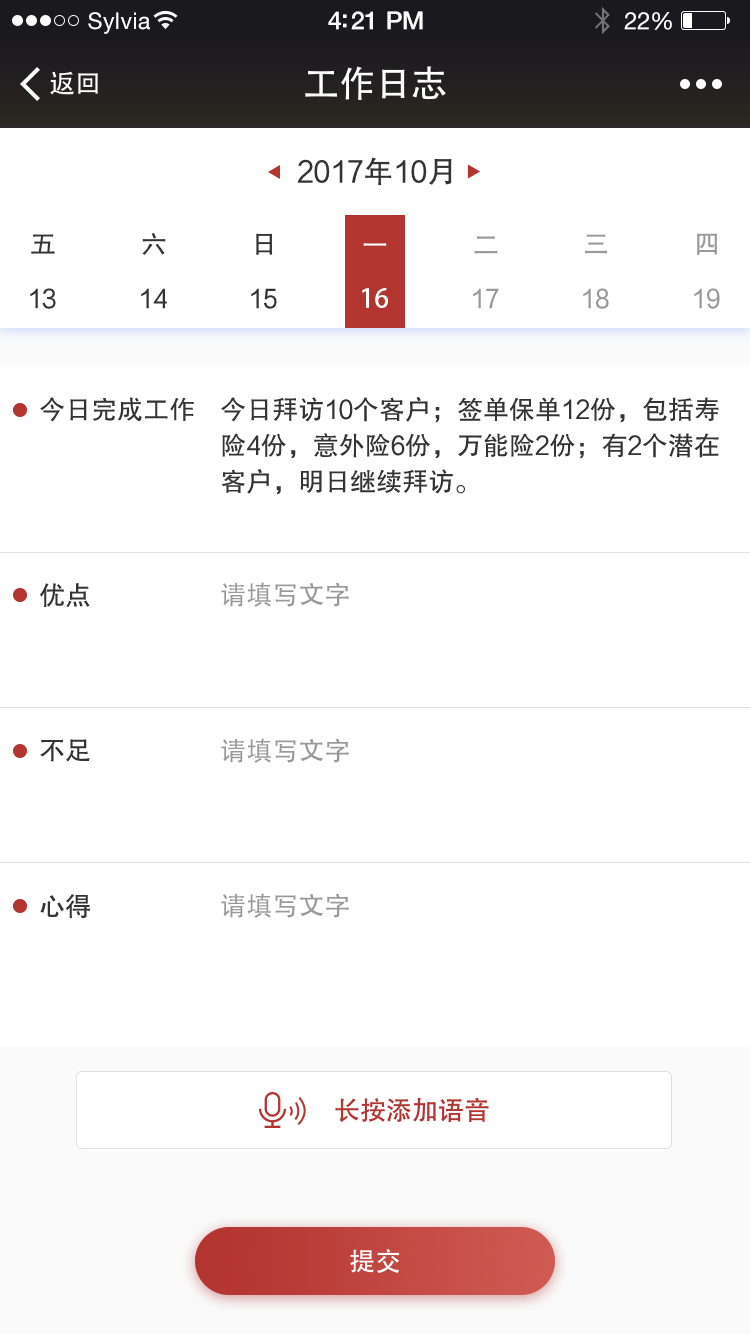 Sylvia 4:21 PM 22%
返回 工作日志
2017年10月
五 六 日 一 二 三 四
13 14 15 16 17 18 19
今日完成工作 今日拜访10个客户；签单保单12份，包括寿
险4份，意外险6份，万能险2份；有2个潜在
客户，明日继续拜访。
优点 请填写文字
不足 请填写文字
心得 请填写文字
长按添加语音
提交